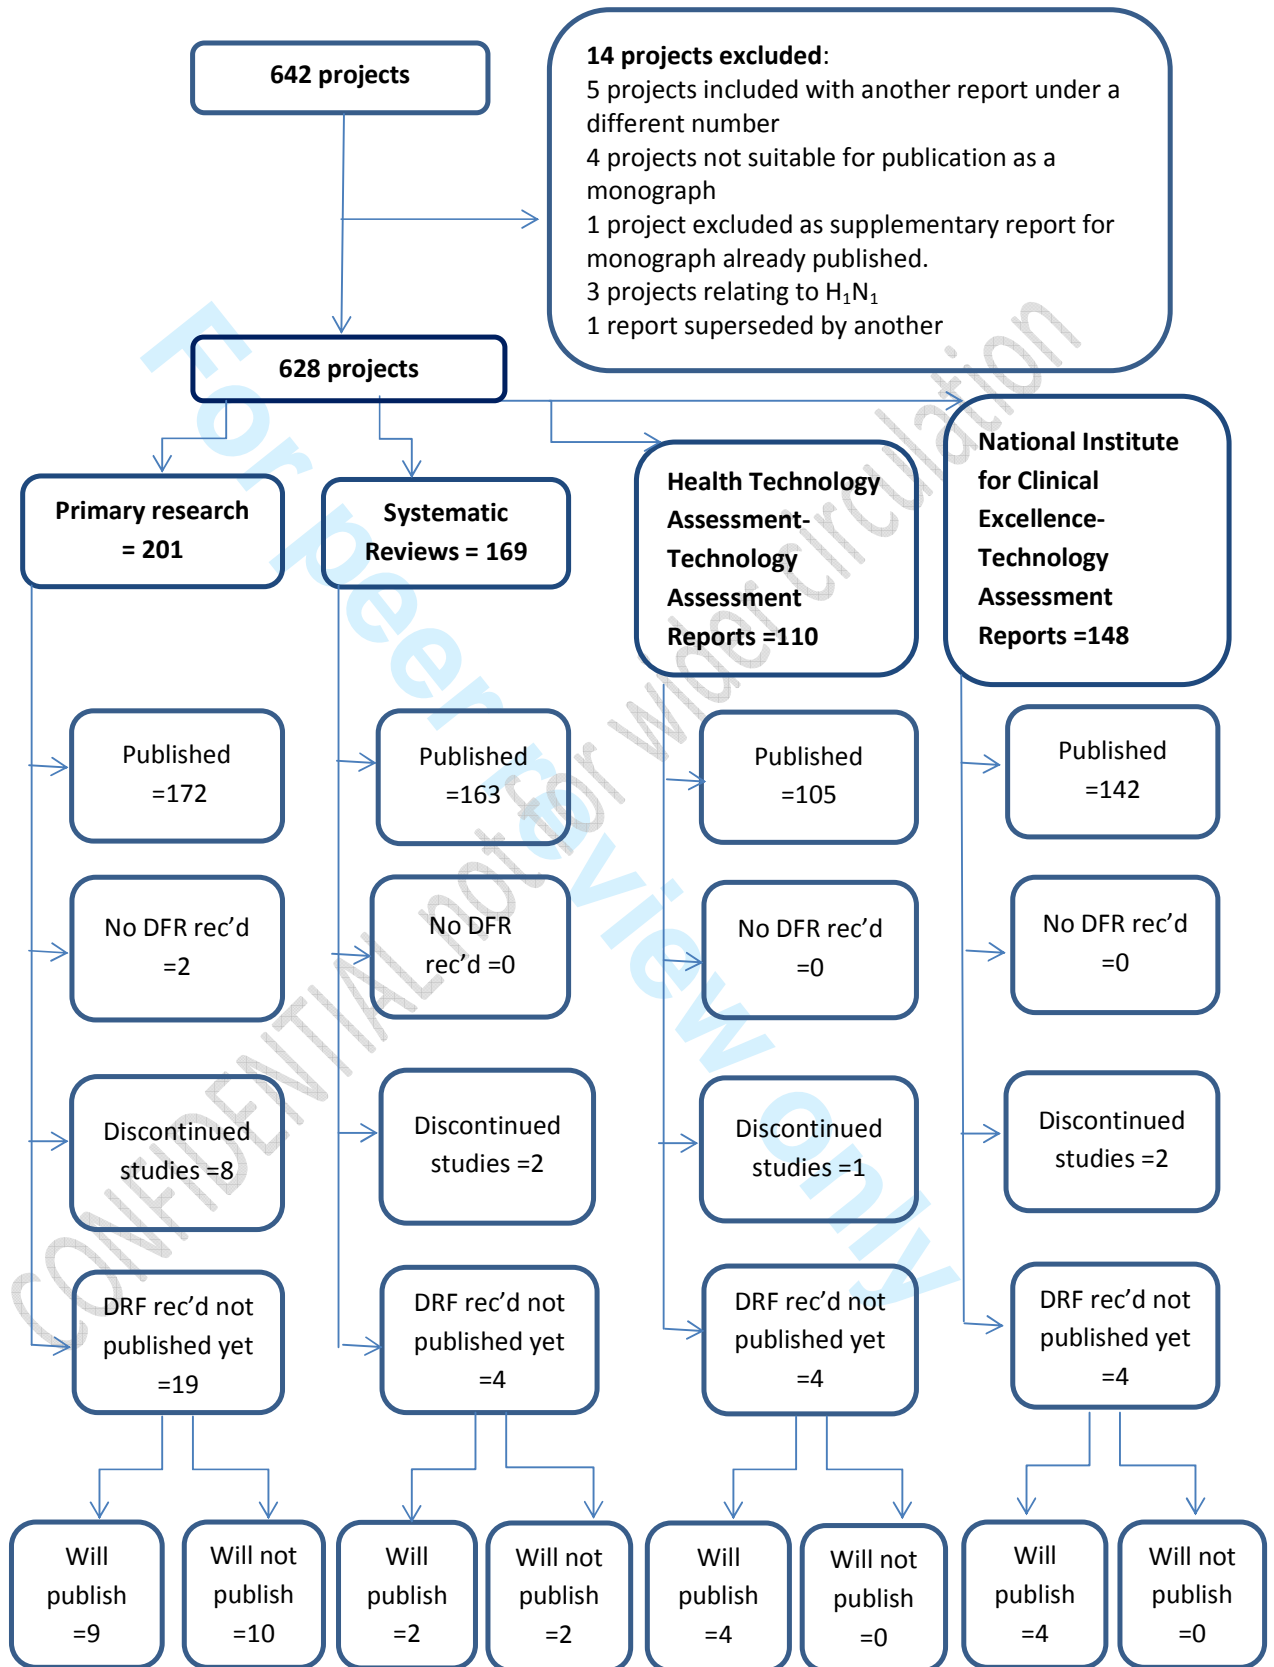 642 projects
14 projects excluded:
5 projects included with another report under a
different number
4 projects not suitable for publication as a
monograph
1 project excluded as supplementary report for
monograph already published.
3 projects relating to H₁N₁
1 report superseded by another
628 projects
Primary research
= 201
Systematic
Reviews = 169
Health Technology
Assessment-
Technology
Assessment
Reports =110
National Institute
for Clinical
Excellence-
Technology
Assessment
Reports =148
Published
=172
Published
=163
Published
=105
Published
=142
No DFR rec’d
=2
No DFR
rec’d =0
No DFR rec’d
=0
No DFR rec’d
=0
Discontinued
studies =8
Discontinued
studies =2
Discontinued
studies =1
Discontinued
studies =2
DRF rec’d not
published yet
=19
DRF rec’d not
published yet
=4
DRF rec’d not
published yet
=4
DRF rec’d not
published yet
=4
Will
publish
=9
Will not
publish
=10
Will
publish
=2
Will not
publish
=2
Will
publish
=4
Will not
publish
=0
Will
publish
=4
Will not
publish
=0
For peer review only
CONFIDENTIAL not for wider circulation